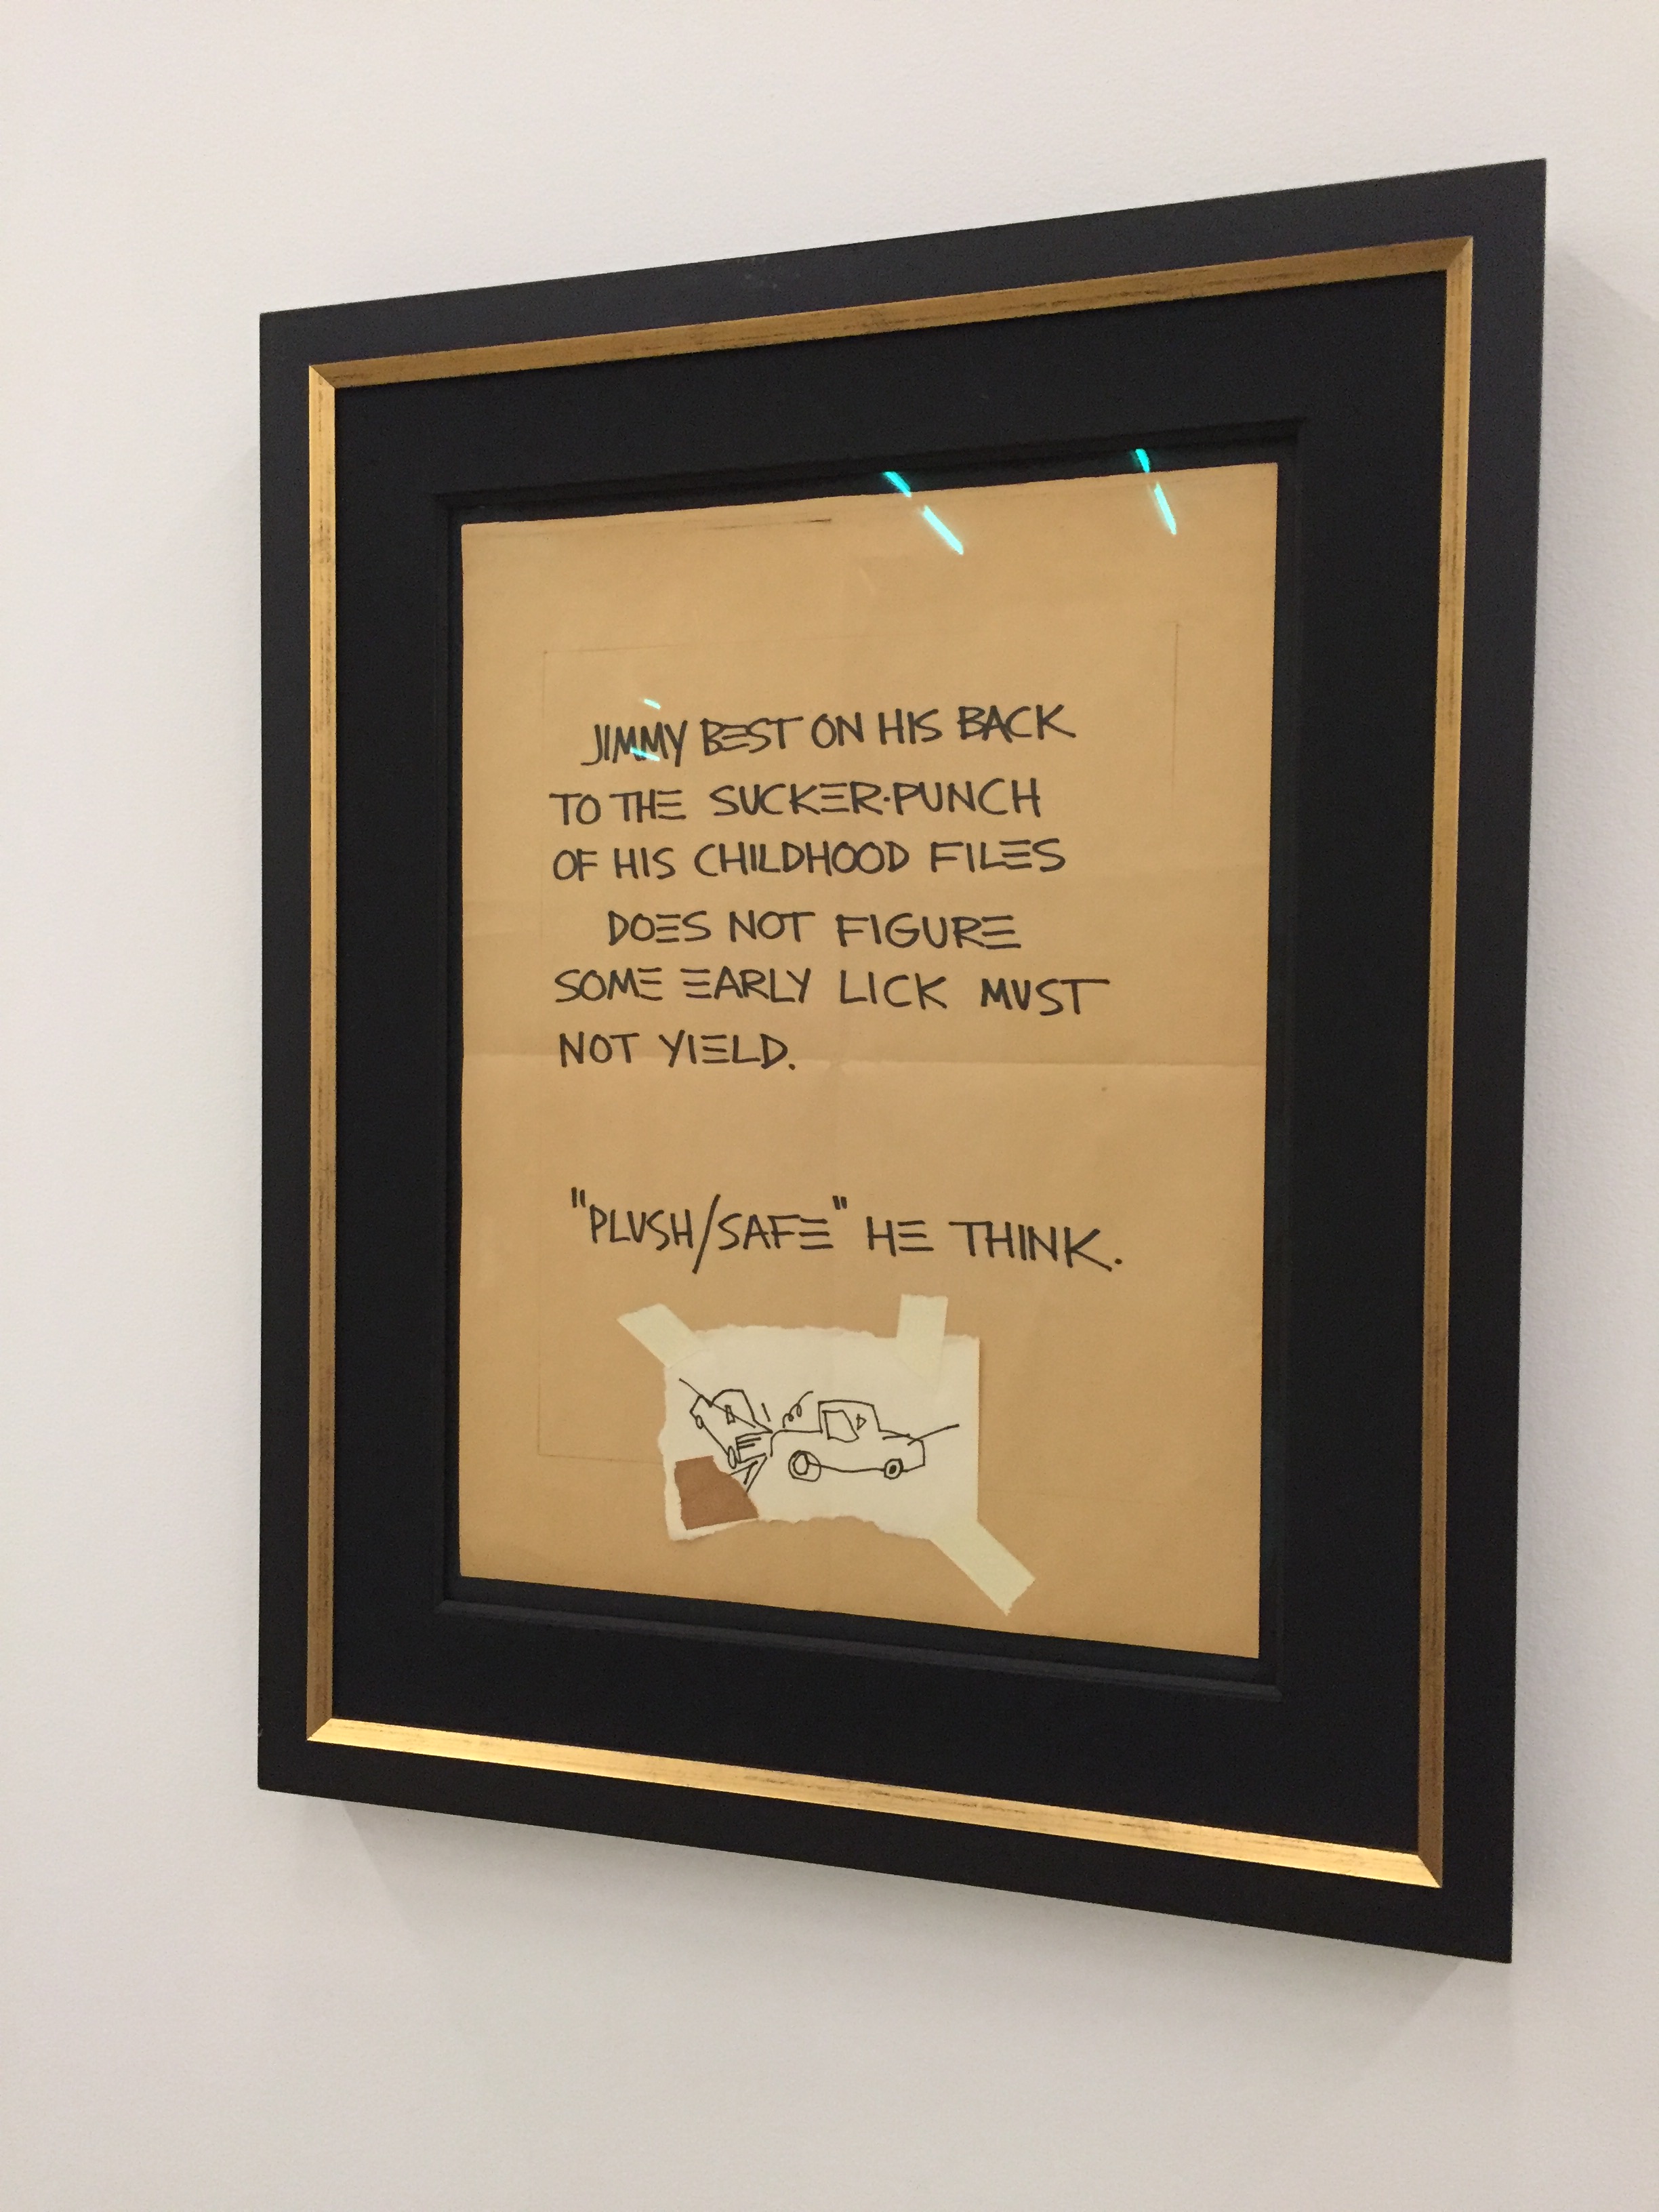 JIMMY BEST ON HIS BACK
TO THE SUCKER-PUNCH
OF HIS CHILDHOOD FILES
DOES NOT FIGURE
SOME EARLY LICK MUST
NOT YIELD.
"PLUSH/SAFE" HE THINK.